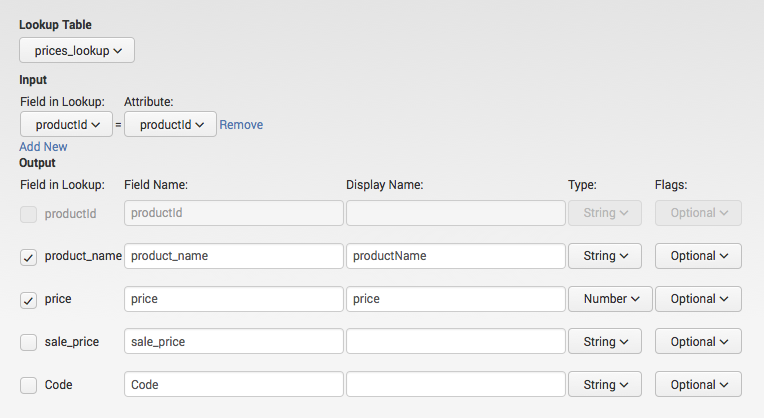 Lookup Table
prices_lookup
Input
Field in Lookup: Attribute:
productId = productId Remove
Add New
Output
Field in Lookup: Field Name: Display Name: Type: Flags:
productId productId String Optional
product_name product_name productName String Optional
price price price Number Optional
sale_price sale_price String Optional
Code Code String Optional